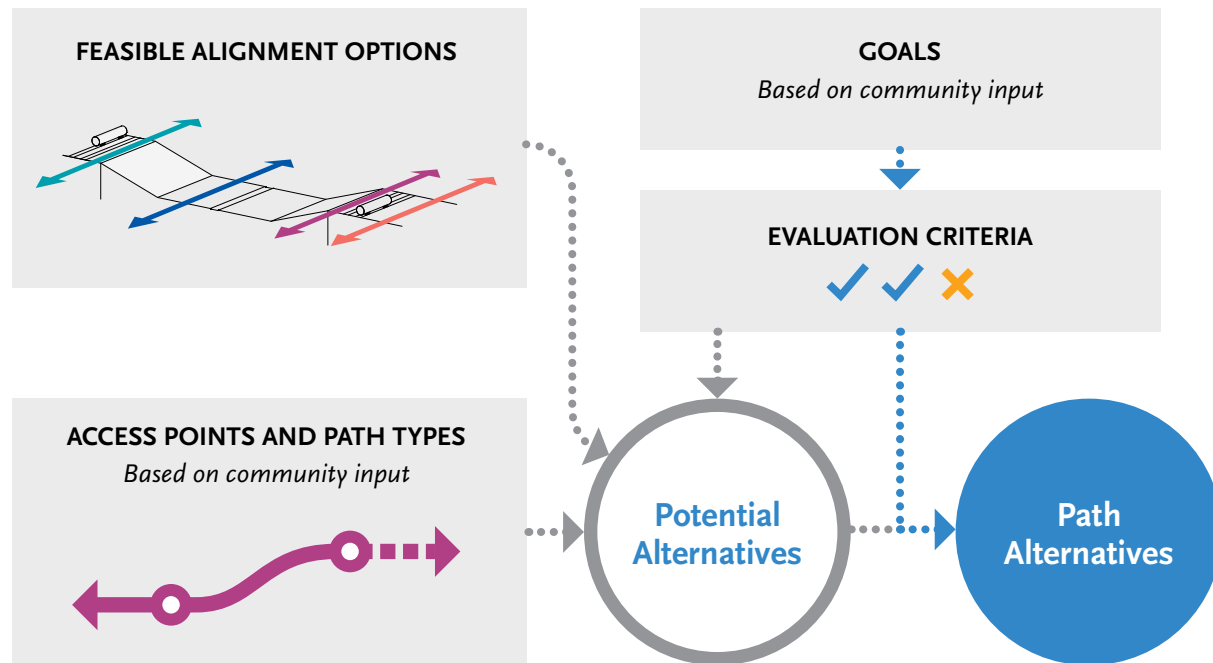 FEASIBLE ALIGNMENT OPTIONS
GOALS
Based on community input
EVALUATION CRITERIA
ACCESS POINTS AND PATH TYPES
Based on community input
Potential
Alternatives
Path
Alternatives